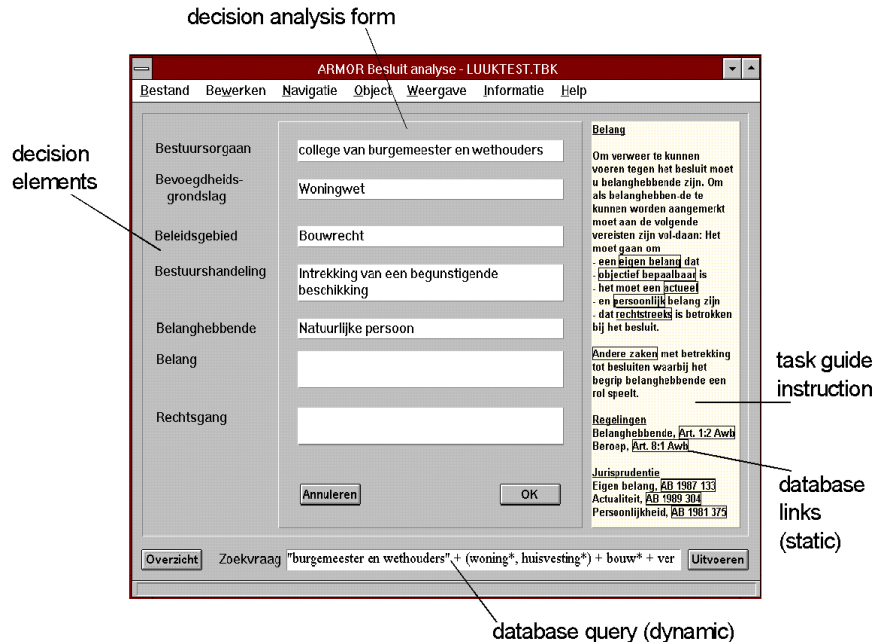 decision analysis form
ARMOR Besluit analyse - LUUKTEST.TBK
Bestand Bewerken Navigatie Object Weergave Informatie Help
decision
elements
Bestuursorgaan
college van burgemeester en wethouders
Bevoegdheids-
grondslag
Woningwet
Beleidsgebied
Bouwrecht
Bestuurshandeling
Intrekking van een begunstigende
beschikking
Belanghebbende
Natuurlijke persoon
Belang
Rechtsgang
Annuleren
OK
Belang
Om verweer te kunnen
voeren tegen het besluit moet
u belanghebbende zijn. Om
als belanghebben-de te
kunnen worden aangemerkt
moet aan de volgende
vereisten zijn vol-daan: Het
moet gaan om
- een eigen belang dat
- objectief bepaalbaar is
- het moet een actueel
- en persoonlijk belang zijn
- dat rechtstreeks is betrokken
bij het besluit.
Andere zaken met betrekking
tot besluiten waarbij het
begrip belanghebbende een
rol speelt.
Regelingen
Belanghebbende, Art. 1:2 Awb
Beroep, Art. 8:1 Awb
Jurisprudentie
Eigen belang, AB 1987 133
Actualiteit, AB 1989 304
Persoonlijkheid, AB 1981 375
task guide
instruction
database
links
(static)
Overzicht Zoekvraag "burgemeester en wethouders" + (woning*, huisvesting*) + bouw* + ver Uitvoeren
database query (dynamic)